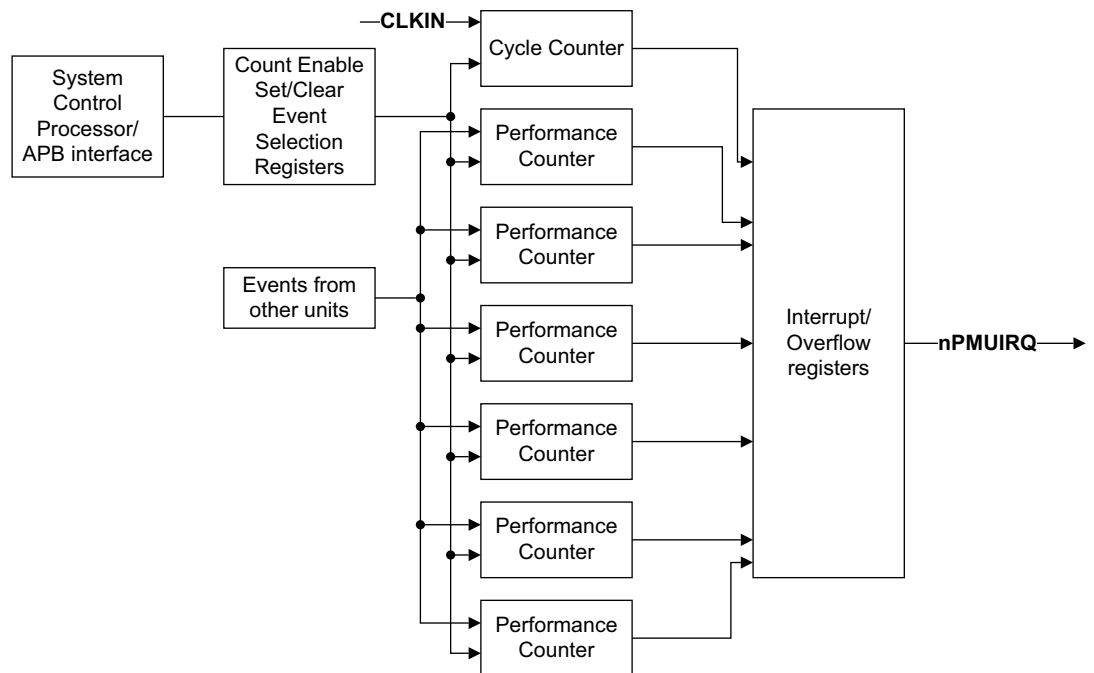 CLKIN
Cycle Counter
System
Control
Processor/
APB interface
Count Enable
Set/Clear
Event
Selection
Registers
Performance
Counter
Performance
Counter
Events from
other units
Performance
Counter
Interrupt/
Overflow
registers
nPMUIRQ
Performance
Counter
Performance
Counter
Performance
Counter